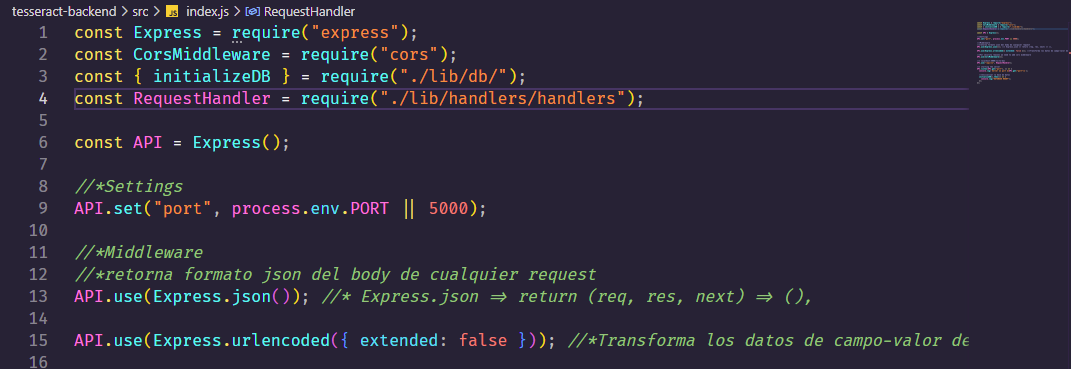 tesseract-backend > src > JS index.js > RequestHandler
1 const Express = require("express");
2 const CorsMiddleware = require("cors");
3 const { initializeDB } = require("./lib/db/");
4 const RequestHandler = require("./lib/handlers/handlers");
5
6 const API = Express();
7
8 //*Settings
9 API.set("port", process.env.PORT || 5000);
10
11 //*Middleware
12 //*retorna formato json del body de cualquier request
13 API.use(Express.json()); //* Express.json => return (req, res, next) => (),
14
15 API.use(Express.urlencoded({ extended: false })); //*Transforma los datos de campo-valor de
16